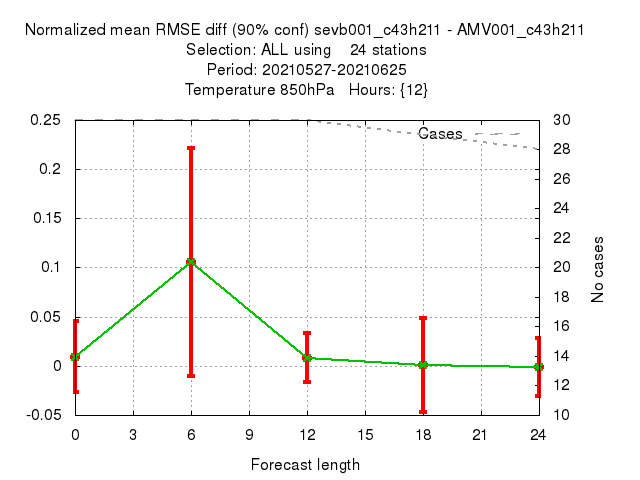 Normalized mean RMSE diff (90% conf) sevb001_c43h211 - AMV001_c43h211
Selection: ALL using 24 stations
Period: 20210527-20210625
Temperature 850hPa Hours: {12}
Cases
0.25
0.2
0.15
0.1
0.05
0
-0.05
30
28
26
24
22
20
18
16
14
12
10
No cases
0 3 6 9 12 15 18 21 24
Forecast length